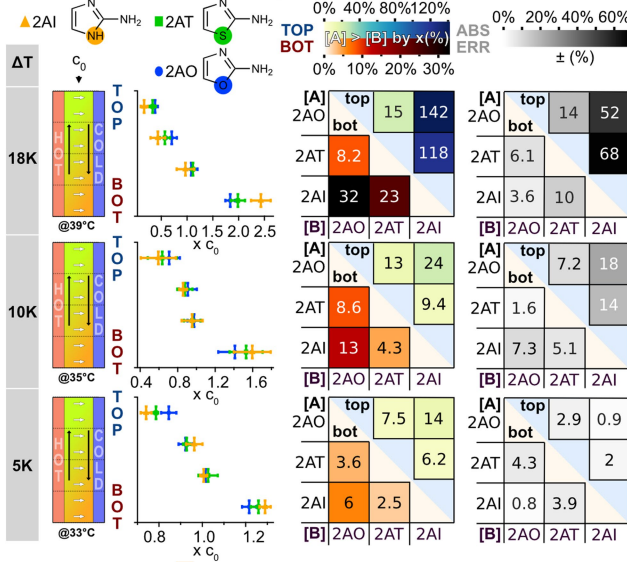 2AI
N
NH₂
NH
2AT
N
NH₂
S
2AO
N
NH₂
O
0% 40% 80% 120%
TOP
BOT
[A] > [B] by x(%)
0% 10% 20% 30%
ABS
ERR
0% 20% 40% 60%
± (%)
ΔT
c₀
18K
HOT
COLD
TOP
BOT
@39°C
0.5 1.0 1.5 2.0 2.5
x c₀
[A] top
2AO 15 142
bot
2AT 8.2 118
2AI 32 23
[B] 2AO 2AT 2AI
[A] top
2AO 14 52
bot
2AT 6.1 68
2AI 3.6 10
[B] 2AO 2AT 2AI
10K
HOT
COLD
TOP
BOT
@35°C
0.4 0.8 1.2 1.6
x c₀
[A] top
2AO 13 24
bot
2AT 8.6 9.4
2AI 13 4.3
[B] 2AO 2AT 2AI
[A] top
2AO 7.2 18
bot
2AT 1.6 14
2AI 7.3 5.1
[B] 2AO 2AT 2AI
5K
HOT
COLD
TOP
BOT
@33°C
0.8 1.0 1.2
x c₀
[A] top
2AO 7.5 14
bot
2AT 3.6 6.2
2AI 6 2.5
[B] 2AO 2AT 2AI
[A] top
2AO 2.9 0.9
bot
2AT 4.3 2
2AI 0.8 3.9
[B] 2AO 2AT 2AI